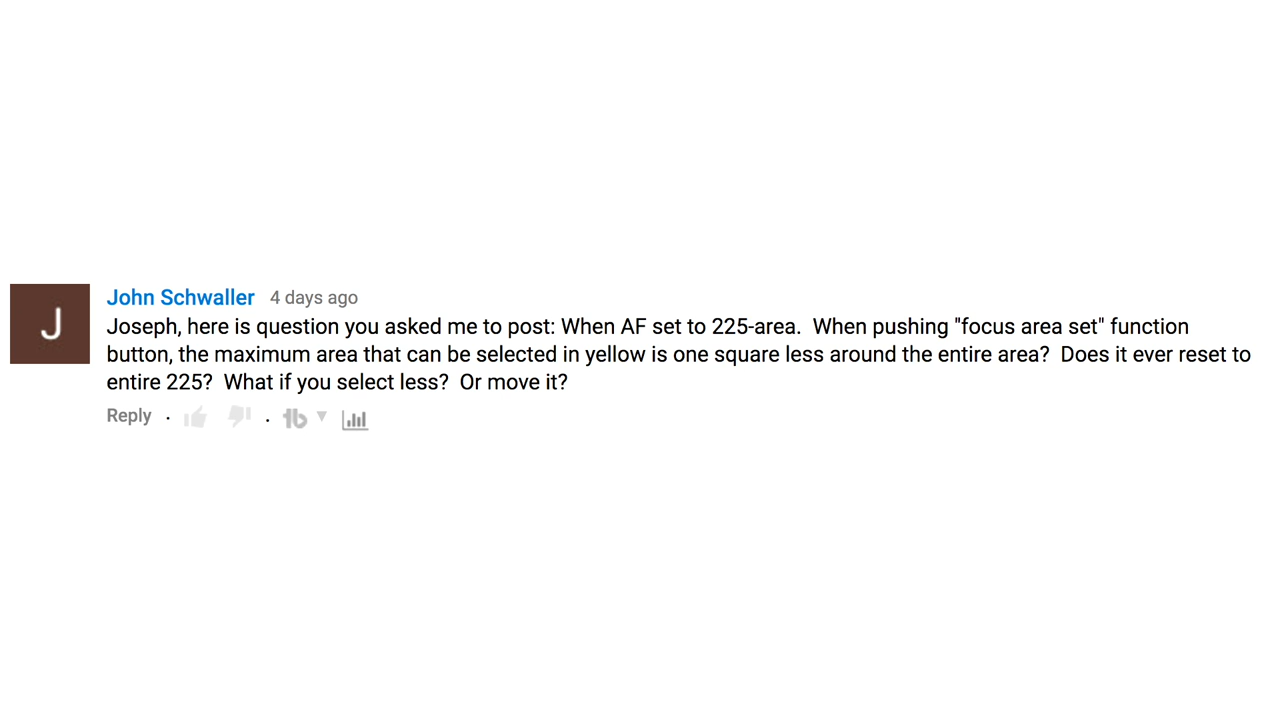 J
John Schwaller 4 days ago
Joseph, here is question you asked me to post: When AF set to 225-area.  When pushing "focus area set" function
button, the maximum area that can be selected in yellow is one square less around the entire area?  Does it ever reset to
entire 225?  What if you select less?  Or move it?
Reply